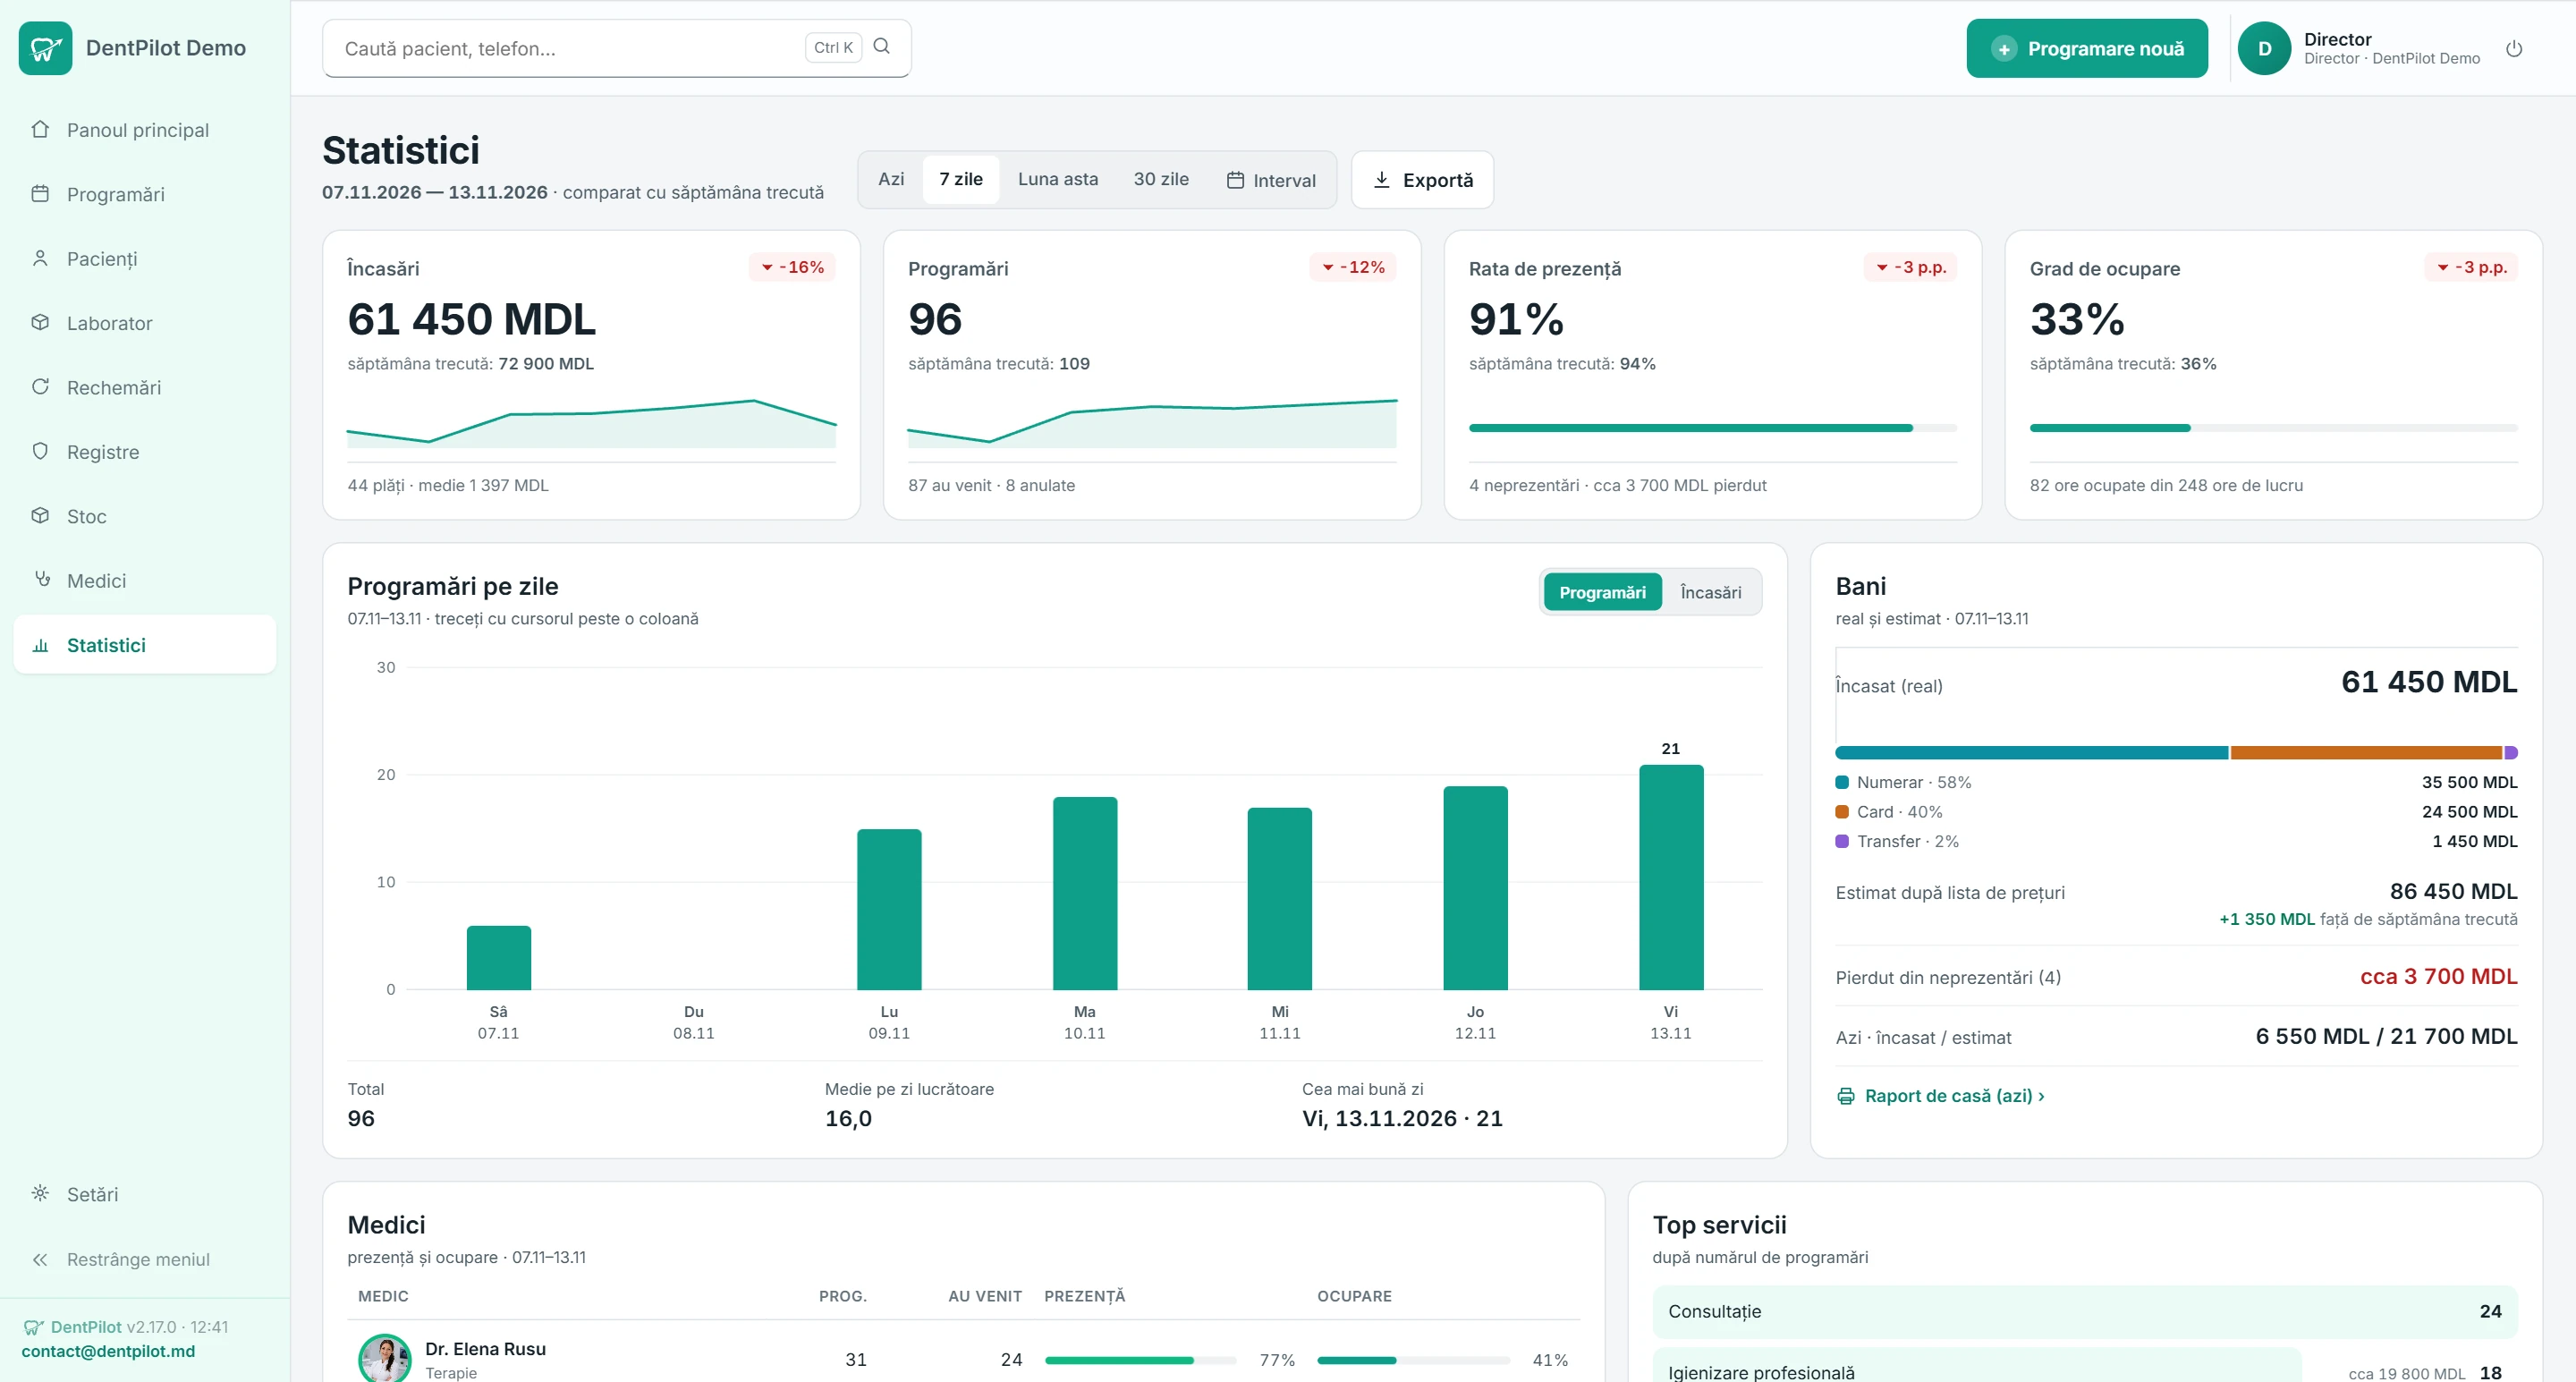 DentPilot Demo
Caută pacient, telefon...
Ctrl K
+ Programare nouă
D
Director
Director · DentPilot Demo
Panoul principal
Programări
Pacienți
Laborator
Rechemări
Registre
Stoc
Medici
Statistici
Setări
Restrânge meniul
DentPilot v2.17.0 · 12:41
contact@dentpilot.md
Statistici
07.11.2026 — 13.11.2026 · comparat cu săptămâna trecută
Azi 7 zile Luna asta 30 zile Interval
Exportă
Încasări -16%
61 450 MDL
săptămâna trecută: 72 900 MDL
44 plăți · medie 1 397 MDL
Programări -12%
96
săptămâna trecută: 109
87 au venit · 8 anulate
Rata de prezență -3 p.p.
91%
săptămâna trecută: 94%
4 neprezentări · cca 3 700 MDL pierdut
Grad de ocupare -3 p.p.
33%
săptămâna trecută: 36%
82 ore ocupate din 248 ore de lucru
Programări pe zile
07.11–13.11 · treceți cu cursorul peste o coloană
Programări Încasări
30
20
10
0
21
Sâ Du Lu Ma Mi Jo Vi
07.11 08.11 09.11 10.11 11.11 12.11 13.11
Total Medie pe zi lucrătoare Cea mai bună zi
96 16,0 Vi, 13.11.2026 · 21
Bani
real și estimat · 07.11–13.11
Încasat (real) 61 450 MDL
Numerar · 58% 35 500 MDL
Card · 40% 24 500 MDL
Transfer · 2% 1 450 MDL
Estimat după lista de prețuri 86 450 MDL
+1 350 MDL față de săptămâna trecută
Pierdut din neprezentări (4) cca 3 700 MDL
Azi · încasat / estimat 6 550 MDL / 21 700 MDL
Raport de casă (azi) ›
Medici
prezență și ocupare · 07.11–13.11
MEDIC PROG. AU VENIT PREZENȚĂ OCUPARE
Dr. Elena Rusu 31 24 77% 41%
Terapie
Top servicii
după numărul de programări
Consultație 24
Igienizare profesională cca 19 800 MDL 18